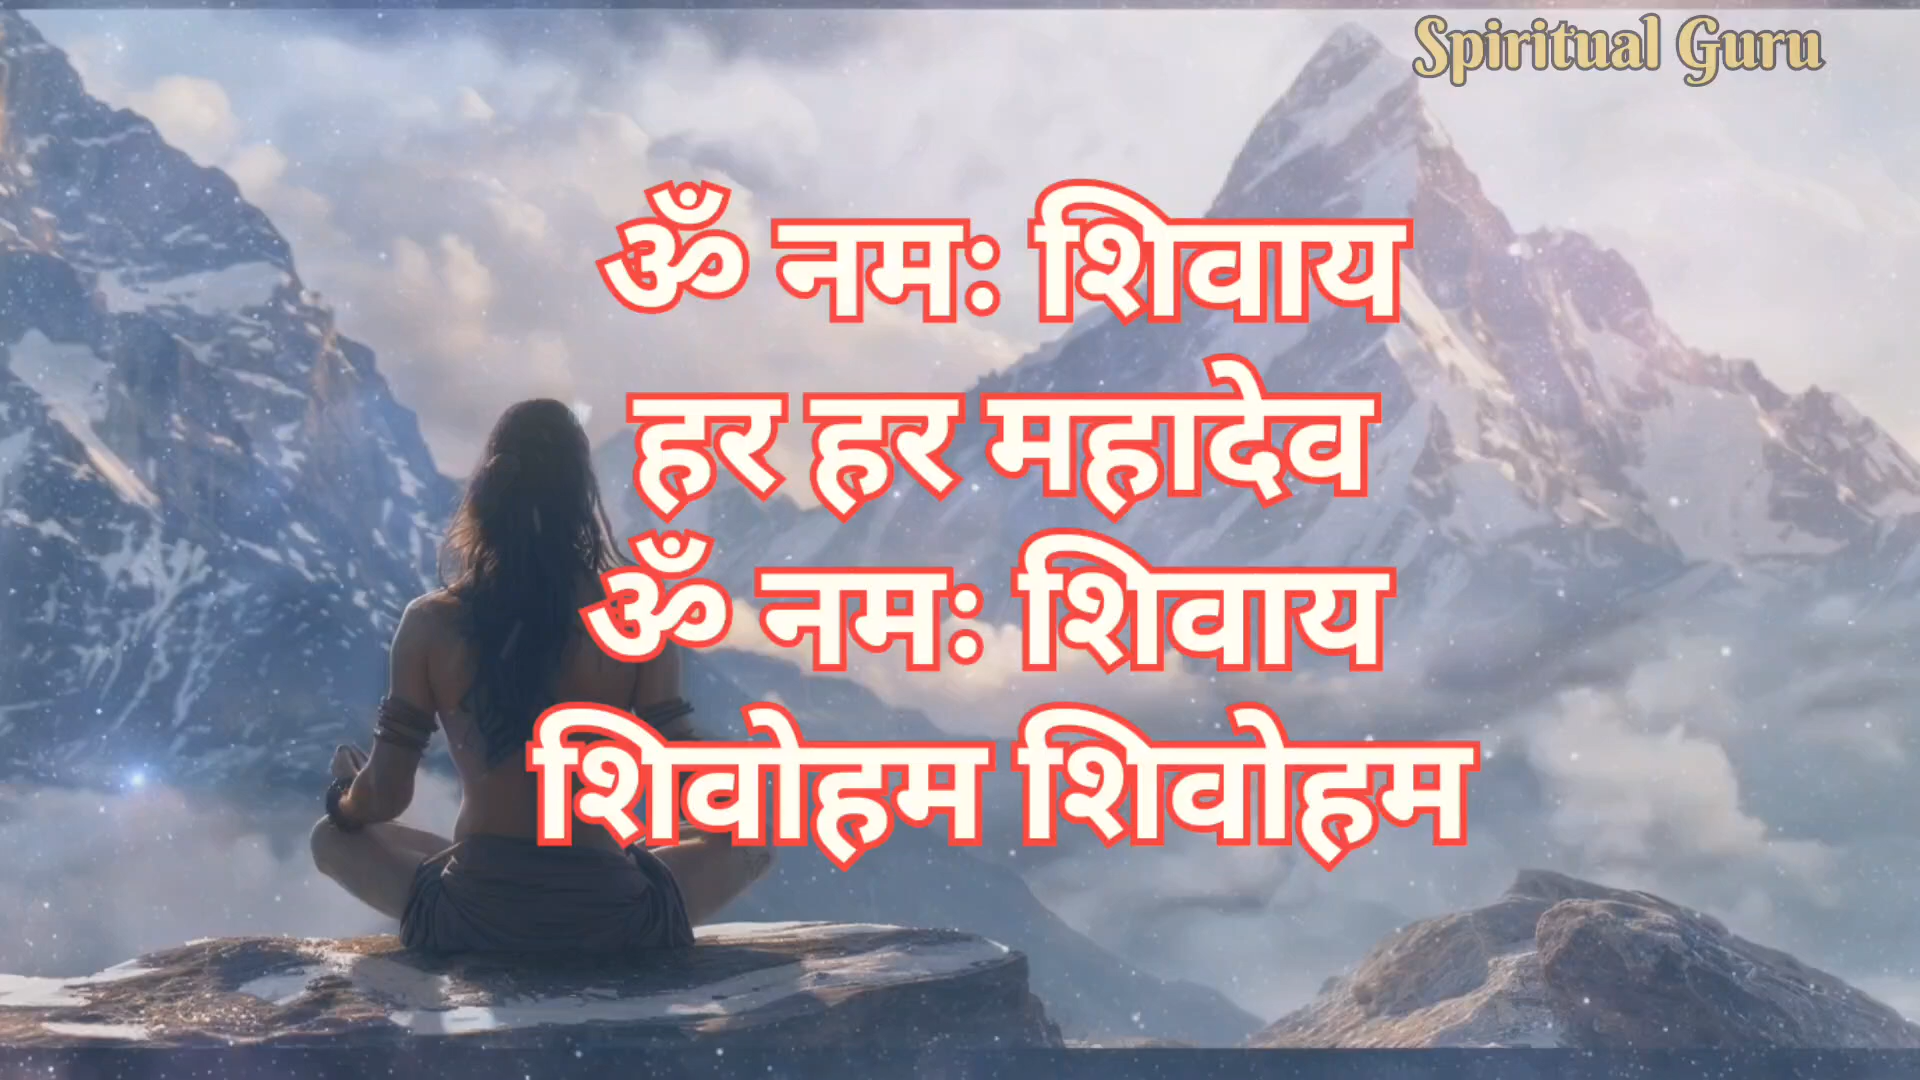 Spiritual Guru
ॐ नमः शिवाय
हर हर महादेव
ॐ नमः शिवाय
शिवोहम शिवोहम